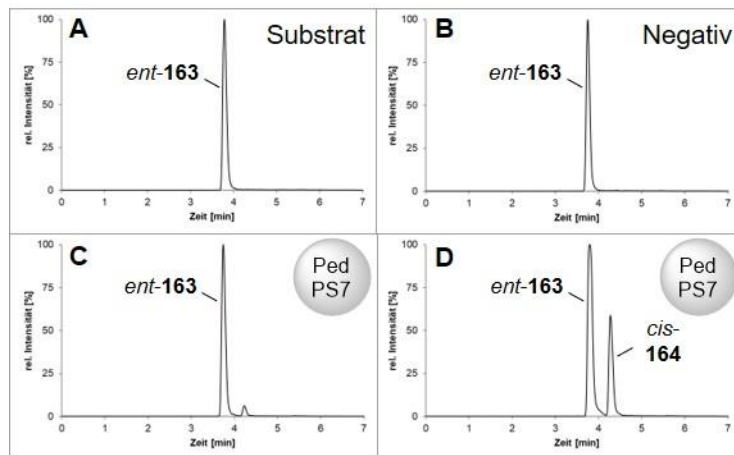 A
Substrat
ent-163
rel. Intensität [%]
100
75
50
25
0
0 1 2 3 4 5 6 7
Zeit [min]
B
Negativ
ent-163
rel. Intensität [%]
100
75
50
25
0
0 1 2 3 4 5 6 7
Zeit [min]
C
Ped
PS7
ent-163
rel. Intensität [%]
100
75
50
25
0
0 1 2 3 4 5 6 7
Zeit [min]
D
Ped
PS7
ent-163
cis-
164
rel. Intensität [%]
100
75
50
25
0
0 1 2 3 4 5 6 7
Zeit [min]